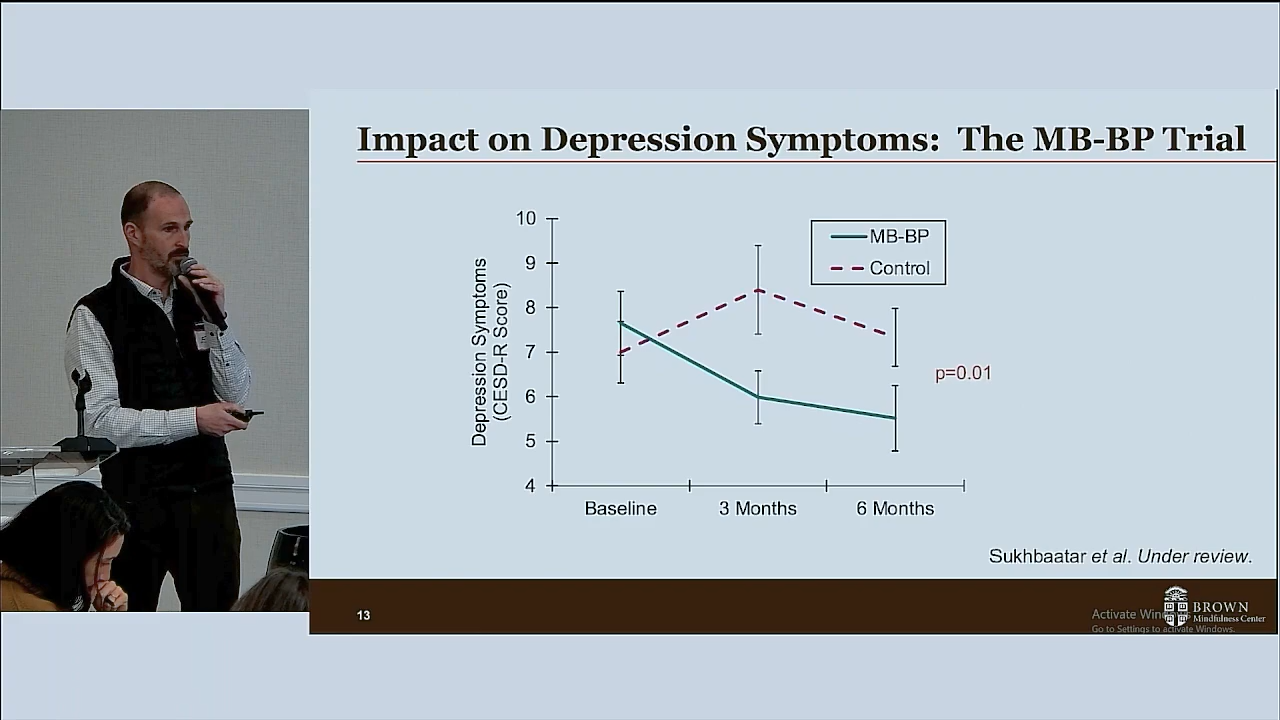 Impact on Depression Symptoms:  The MB-BP Trial
Depression Symptoms
(CESD-R Score)
10
9
8
7
6
5
4
MB-BP
Control
p=0.01
Baseline
3 Months
6 Months
Sukhbaatar et al. Under review.
13
Activate Win
Go to Settings to activate Windows.
BROWN
Mindfulness Center